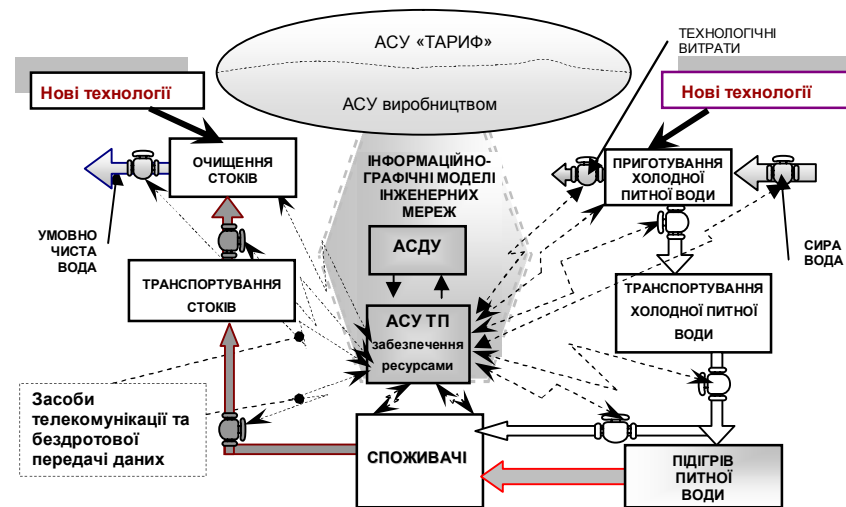 АСУ «ТАРИФ»
АСУ виробництвом
ТЕХНОЛОГІЧНІ
ВИТРАТИ
Нові технології
Нові технології
ОЧИЩЕННЯ
СТОКІВ
ІНФОРМАЦІЙНО-
ГРАФІЧНІ МОДЕЛІ
ІНЖЕНЕРНИХ
МЕРЕЖ
ПРИГОТУВАННЯ
ХОЛОДНОЇ
ПИТНОЇ ВОДИ
УМОВНО
ЧИСТА
ВОДА
СИРА
ВОДА
АСДУ
ТРАНСПОРТУВАННЯ
СТОКІВ
ТРАНСПОРТУВАННЯ
ХОЛОДНОЇ ПИТНОЇ
ВОДИ
АСУ ТП
забезпечення
ресурсами
Засоби
телекомунікації та
бездротової
передачі даних
СПОЖИВАЧІ
ПІДІГРІВ
ПИТНОЇ
ВОДИ